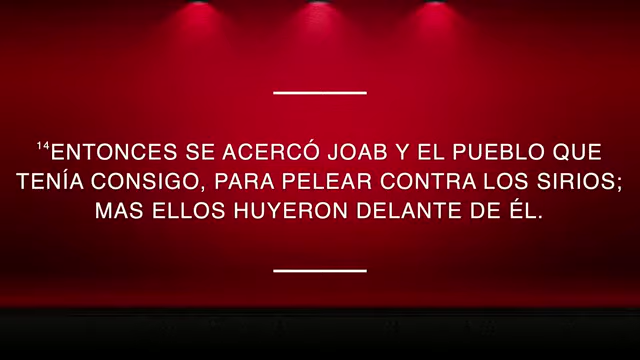 ¹⁴ENTONCES SE ACERCÓ JOAB Y EL PUEBLO QUE
TENÍA CONSIGO, PARA PELEAR CONTRA LOS SIRIOS;
MAS ELLOS HUYERON DELANTE DE ÉL.